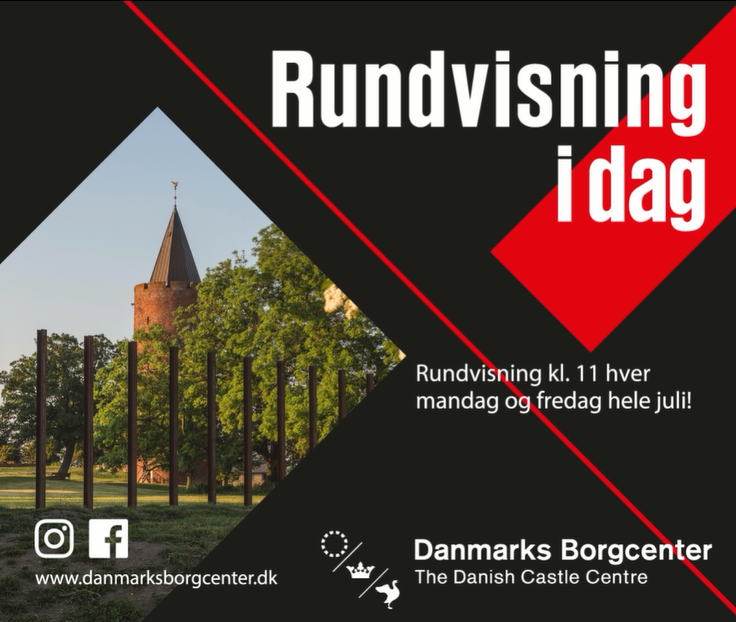 Rundvisning
i dag
Rundvisning kl. 11 hver
mandag og fredag hele juli!
www.danmarksborgcenter.dk
Danmarks Borgcenter
The Danish Castle Centre